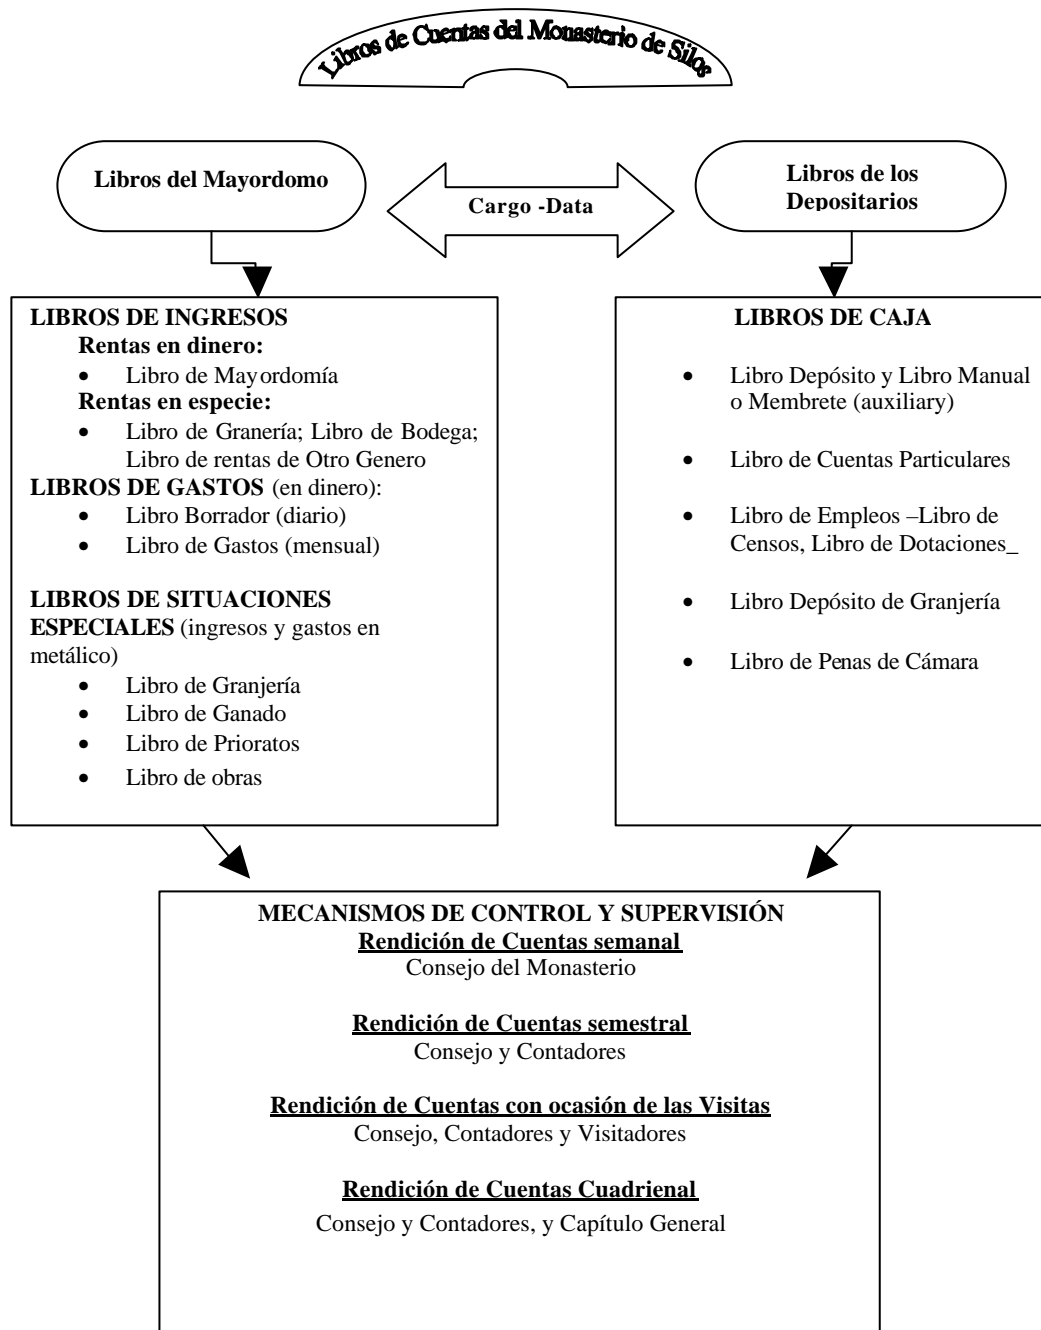 Libros de Cuentas del Monasterio de Silos
Libros del Mayordomo
Cargo -Data
Libros de los
Depositarios
LIBROS DE INGRESOS
Rentas en dinero:
• Libro de Mayordomía
Rentas en especie:
• Libro de Granería; Libro de Bodega;
Libro de rentas de Otro Genero
LIBROS DE GASTOS (en dinero):
• Libro Borrador (diario)
• Libro de Gastos (mensual)
LIBROS DE SITUACIONES
ESPECIALES (ingresos y gastos en
metálico)
• Libro de Granjería
• Libro de Ganado
• Libro de Prioratos
• Libro de obras
LIBROS DE CAJA
• Libro Depósito y Libro Manual
o Membrete (auxiliary)
• Libro de Cuentas Particulares
• Libro de Empleos –Libro de
Censos, Libro de Dotaciones_
• Libro Depósito de Granjería
• Libro de Penas de Cámara
MECANISMOS DE CONTROL Y SUPERVISIÓN
Rendición de Cuentas semanal
Consejo del Monasterio
Rendición de Cuentas semestral
Consejo y Contadores
Rendición de Cuentas con ocasión de las Visitas
Consejo, Contadores y Visitadores
Rendición de Cuentas Cuadrienal
Consejo y Contadores, y Capítulo General